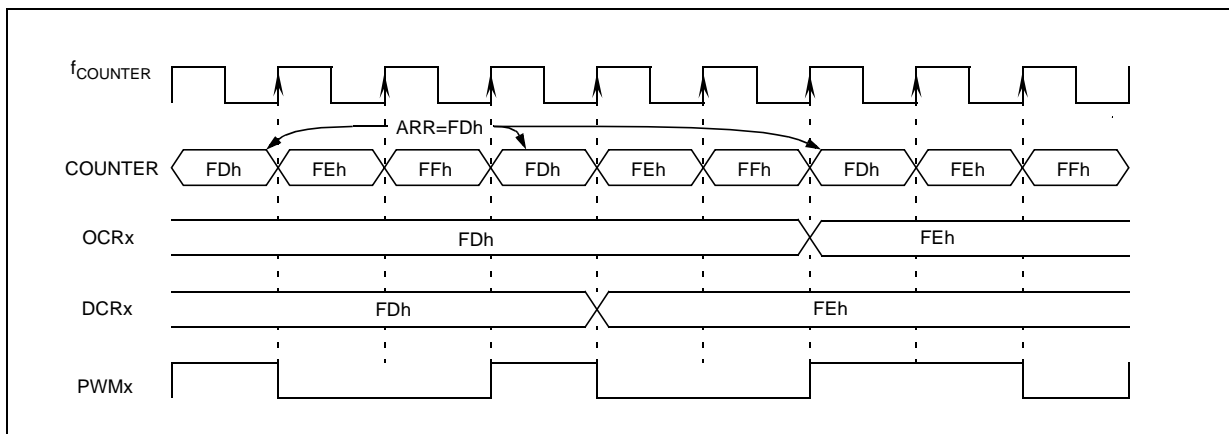 fCOUNTER
ARR=FDh
COUNTER FDh FEh FFh FDh FEh FFh FDh FEh FFh
OCRx FDh FEh
DCRx FDh FEh
PWMx